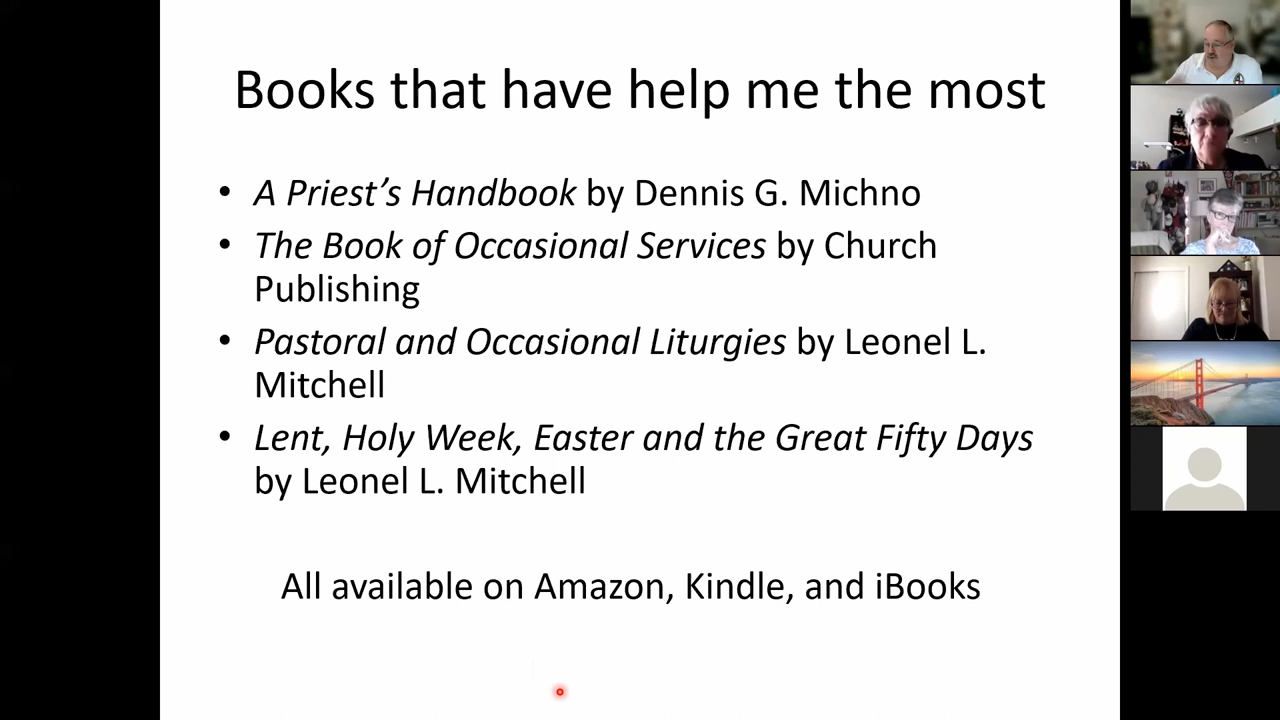 Books that have help me the most
• A Priest’s Handbook by Dennis G. Michno
• The Book of Occasional Services by Church
Publishing
• Pastoral and Occasional Liturgies by Leonel L.
Mitchell
• Lent, Holy Week, Easter and the Great Fifty Days
by Leonel L. Mitchell
All available on Amazon, Kindle, and iBooks